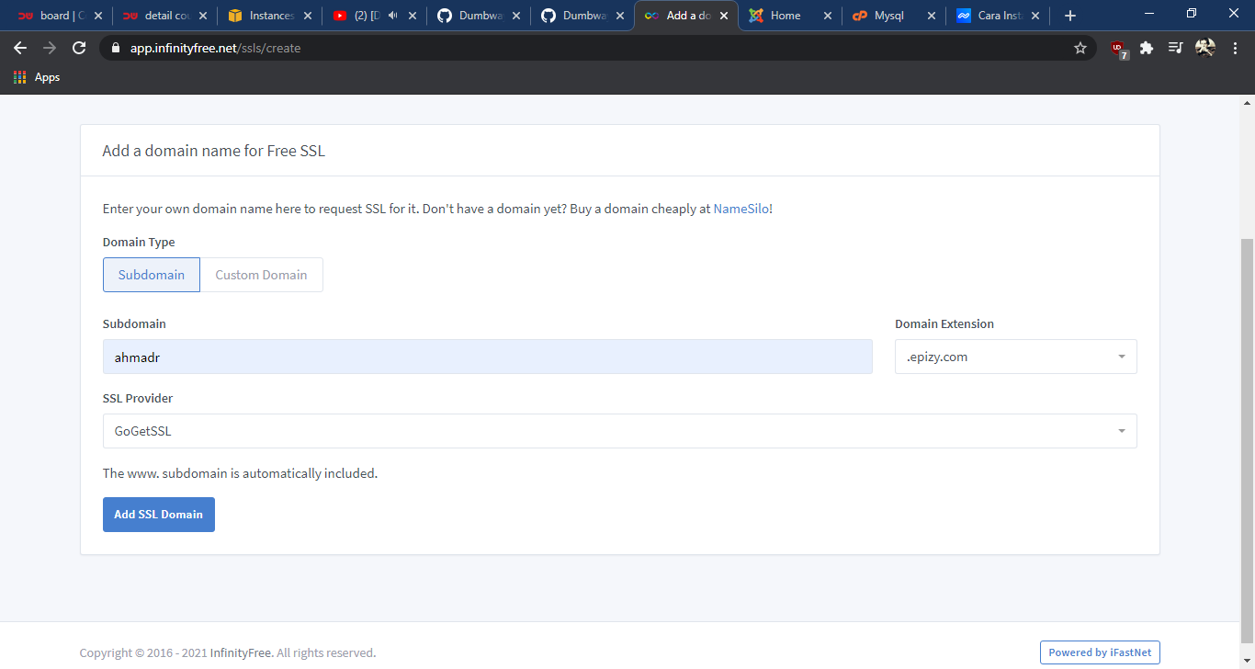 board | G
detail cou
Instances
(2) [D
Dumbwa
Dumbwa
Add a do
Home
Mysql
Cara Inst
app.infinityfree.net/ssls/create
7
Apps
Add a domain name for Free SSL
Enter your own domain name here to request SSL for it. Don't have a domain yet? Buy a domain cheaply at NameSilo!
Domain Type
Subdomain Custom Domain
Subdomain Domain Extension
ahmadr .epizy.com
SSL Provider
GoGetSSL
The www. subdomain is automatically included.
Add SSL Domain
Copyright © 2016 - 2021 InfinityFree. All rights reserved. Powered by iFastNet